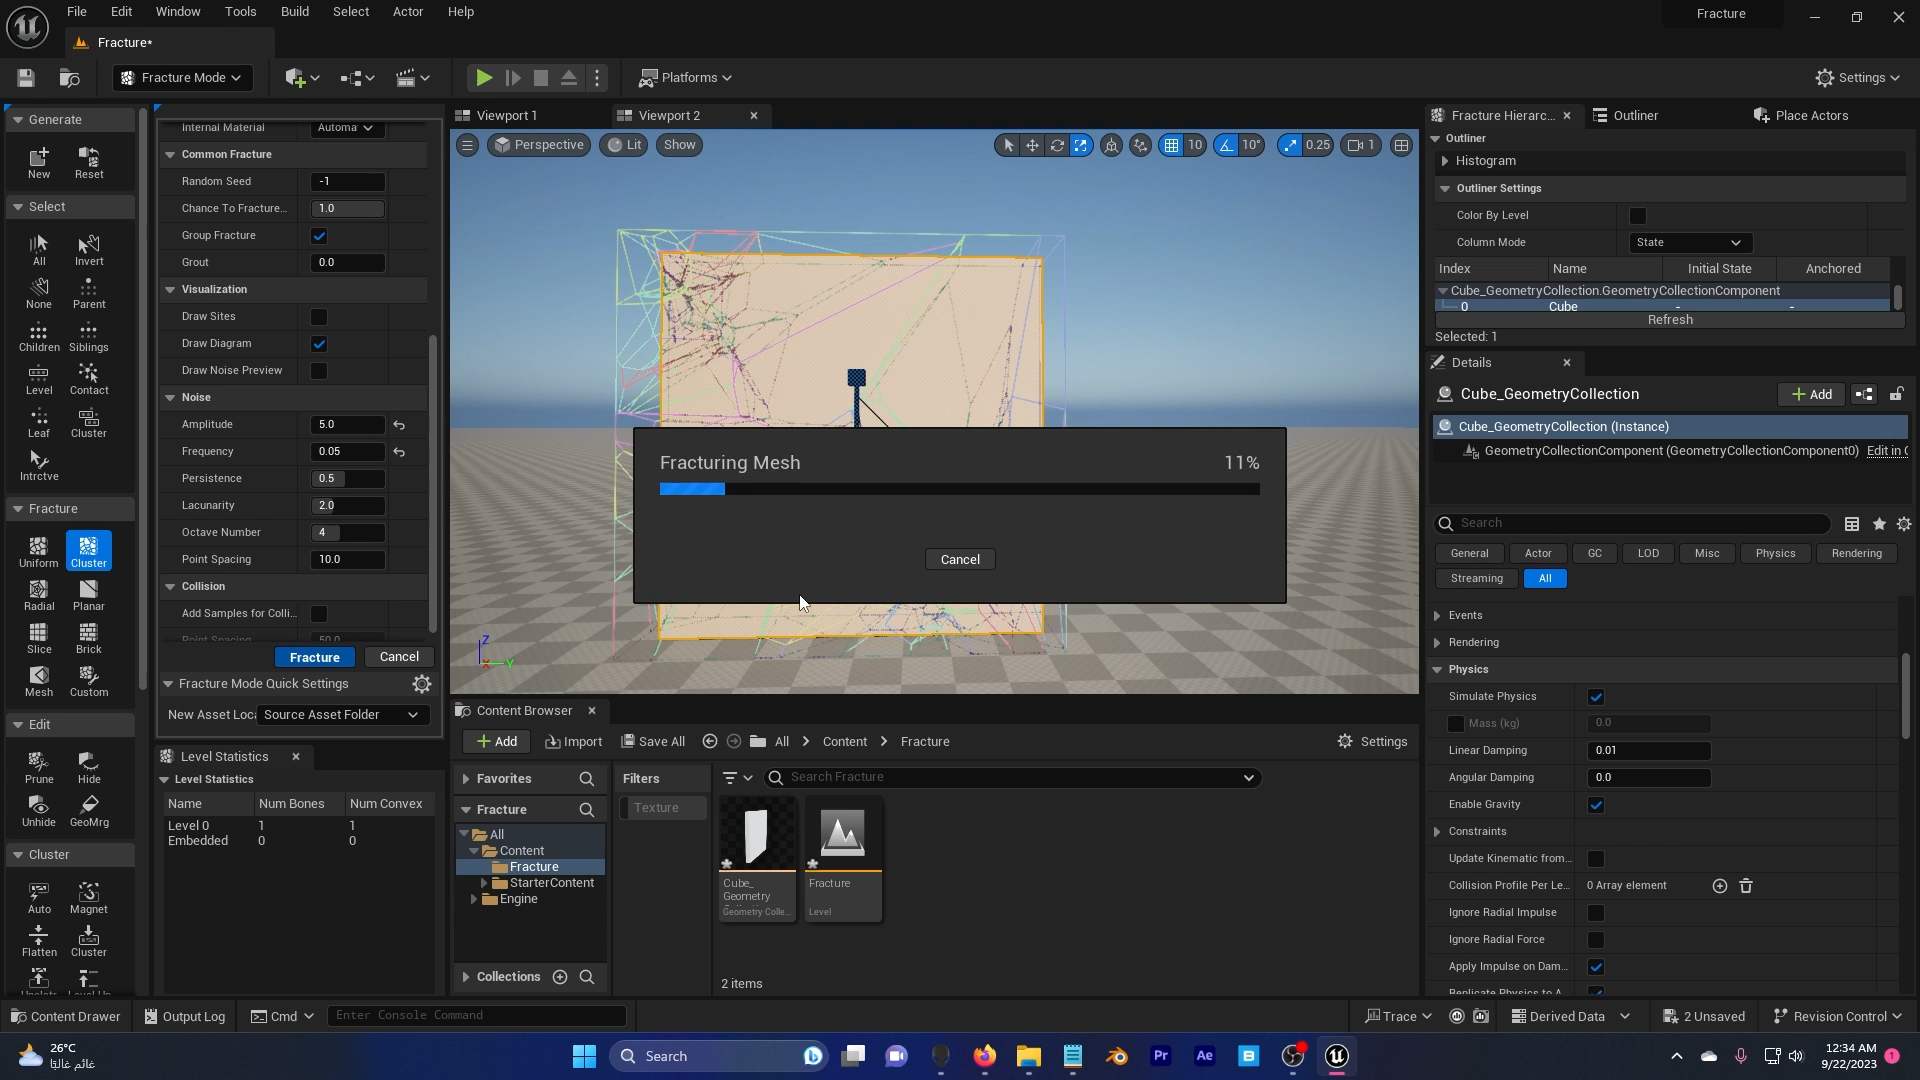 File Edit Window Tools Build Select Actor Help
Fracture
Fracture*
Fracture Mode
Platforms
Settings
Generate
New Reset
Select
All Invert
None Parent
Children Siblings
Level Contact
Leaf Cluster
Intrctve
Fracture
Uniform Cluster
Radial Planar
Slice Brick
Mesh Custom
Edit
Prune Hide
Unhide GeoMrg
Cluster
Auto Magnet
Flatten Cluster
Internal Material Automa
Common Fracture
Random Seed -1
Chance To Fracture... 1.0
Group Fracture
Grout 0.0
Visualization
Draw Sites
Draw Diagram
Draw Noise Preview
Noise
Amplitude 5.0
Frequency 0.05
Persistence 0.5
Lacunarity 2.0
Octave Number 4
Point Spacing 10.0
Collision
Add Samples for Colli...
Point Spacing 50.0
Fracture Cancel
Fracture Mode Quick Settings
New Asset Loca Source Asset Folder
Level Statistics
Level Statistics
Name Num Bones Num Convex
Level 0 1 1
Embedded 0 0
Viewport 1 Viewport 2
Perspective Lit Show
10 10° 0.25 1
Fracturing Mesh 11%
Cancel
Z
X Y
Content Browser
Add Import Save All All Content Fracture Settings
Favorites
Fracture
All
Content
Fracture
StarterContent
Engine
Collections
Filters
Texture
Search Fracture
Cube_
Geometry
Geometry Colle...
Fracture
Level
2 items
Fracture Hierarc... Outliner Place Actors
Outliner
Histogram
Outliner Settings
Color By Level
Column Mode State
Index Name Initial State Anchored
Cube_GeometryCollection.GeometryCollectionComponent
0 Cube - -
Refresh
Selected: 1
Details
Cube_GeometryCollection Add
Cube_GeometryCollection (Instance)
GeometryCollectionComponent (GeometryCollectionComponent0) Edit in C
Search
General Actor GC LOD Misc Physics Rendering
Streaming All
Events
Rendering
Physics
Simulate Physics
Mass (kg) 0.0
Linear Damping 0.01
Angular Damping 0.0
Enable Gravity
Constraints
Update Kinematic from...
Collision Profile Per Le... 0 Array element
Ignore Radial Impulse
Ignore Radial Force
Apply Impulse on Dam...
Replicate Physics to A
Content Drawer Output Log Cmd Enter Console Command
Trace Derived Data 2 Unsaved Revision Control
26°C
غائم غالبًا
Search
Pr Ae B
12:34 AM
9/22/2023
1